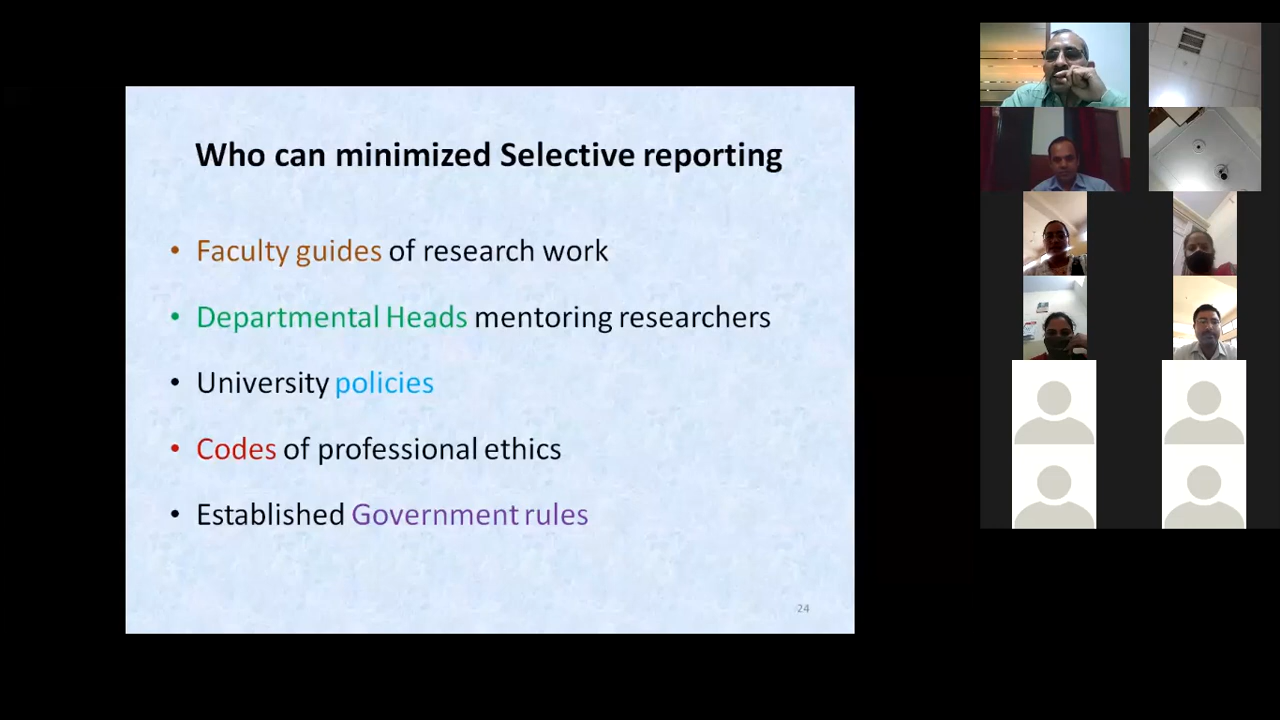 Who can minimized Selective reporting
• Faculty guides of research work
• Departmental Heads mentoring researchers
• University policies
• Codes of professional ethics
• Established Government rules
24